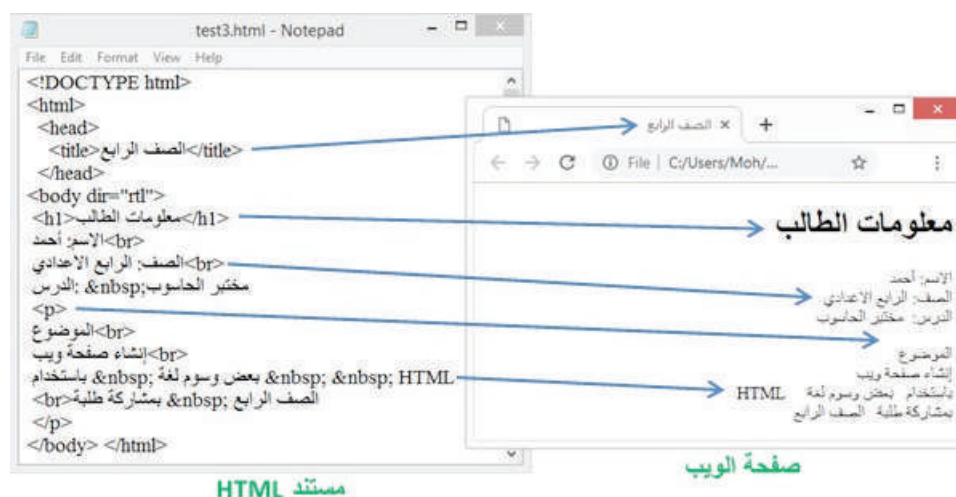 test3.html - Notepad
File Edit Format View Help
<!DOCTYPE html>
<html>
<head>
<title>الصف الرابع</title>
</head>
<body dir="rtl">
<h1>معلومات الطالب</h1>
الاسم: أحمد<br>
الصف: الرابع الاعدادي<br>
الدرس: &nbsp;مختبر الحاسوب
<p>
الموضوع<br>
إنشاء صفحة ويب<br>
باستخدام &nbsp; بعض وسوم لغة &nbsp; &nbsp; HTML
<br>بمشاركة طلبة &nbsp; الصف الرابع
</p>
</body> </html>
مستند HTML
الصف الرابع
File C:/Users/Moh/...
معلومات الطالب
الاسم: أحمد
الصف: الرابع الاعدادي
الدرس: مختبر الحاسوب
الموضوع
إنشاء صفحة ويب
باستخدام بعض وسوم لغة HTML
بمشاركة طلبة الصف الرابع
صفحة الويب